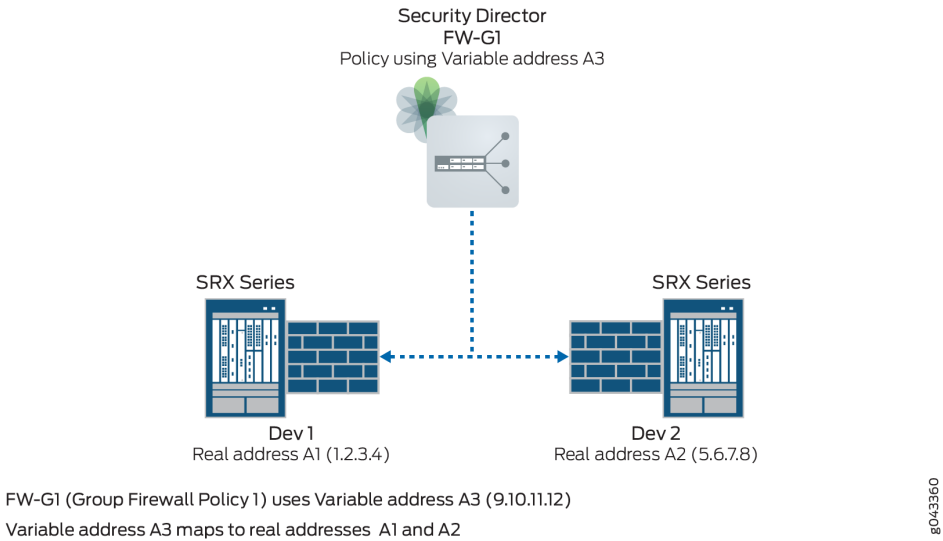 Security Director
FW-G1
Policy using Variable address A3
SRX Series
SRX Series
Dev 1
Real address A1 (1.2.3.4)
Dev 2
Real address A2 (5.6.7.8)
FW-G1 (Group Firewall Policy 1) uses Variable address A3 (9.10.11.12)
Variable address A3 maps to real addresses A1 and A2
g043360